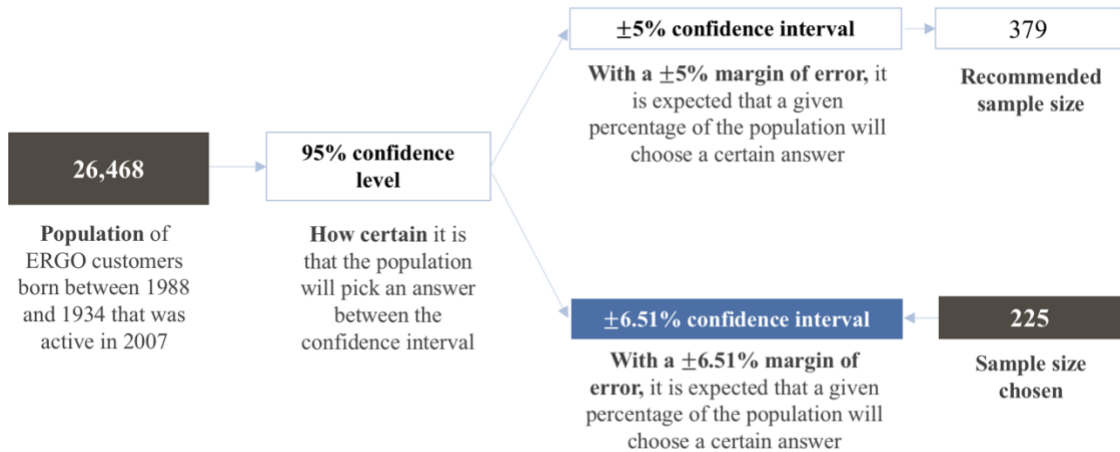 ±5% confidence interval
379
With a ±5% margin of error, it
is expected that a given
percentage of the population will
choose a certain answer
Recommended
sample size
26,468
95% confidence
level
Population of
ERGO customers
born between 1988
and 1934 that was
active in 2007
How certain it is
that the population
will pick an answer
between the
confidence interval
±6.51% confidence interval
225
With a ±6.51% margin of
error, it is expected that a given
percentage of the population will
choose a certain answer
Sample size
chosen